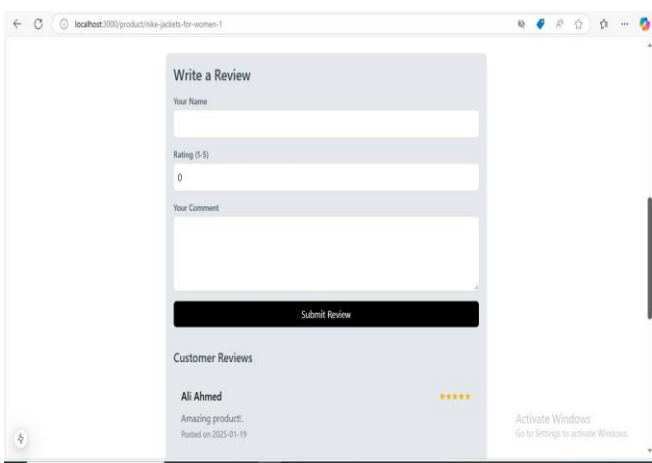 localhost:3000/product/nike-jackets-for-women-1
Write a Review
Your Name
Rating (1-5)
0
Your Comment
Submit Review
Customer Reviews
Ali Ahmed
★★★★★
Amazing product!.
Posted on 2025-01-19
Activate Windows
Go to Settings to activate Windows.